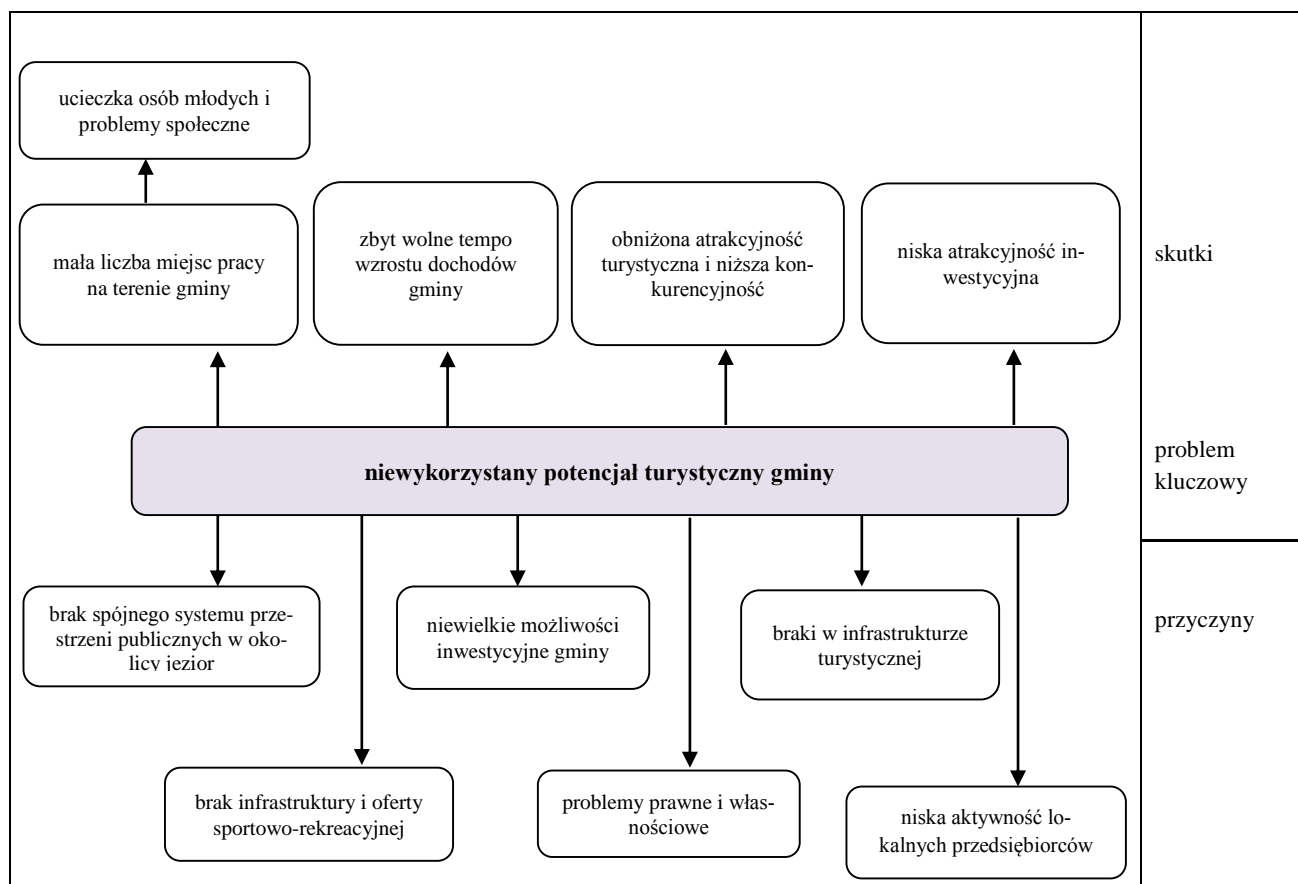 ucieczka osób młodych i
problemy społeczne
mała liczba miejsc pracy
na terenie gminy
zbyt wolne tempo
wzrostu dochodów
gminy
obniżona atrakcyjność
turystyczna i niższa kon-
kurencyjność
niska atrakcyjność in-
westycyjna
skutki
niewykorzystany potencjał turystyczny gminy
problem
kluczowy
brak spójnego systemu prze-
strzeni publicznych w oko-
licy jezior
niewielkie możliwości
inwestycyjne gminy
braki w infrastrukturze
turystycznej
przyczyny
brak infrastruktury i oferty
sportowo-rekreacyjnej
problemy prawne i włas-
nościowe
niska aktywność lo-
kalnych przedsiębiorców